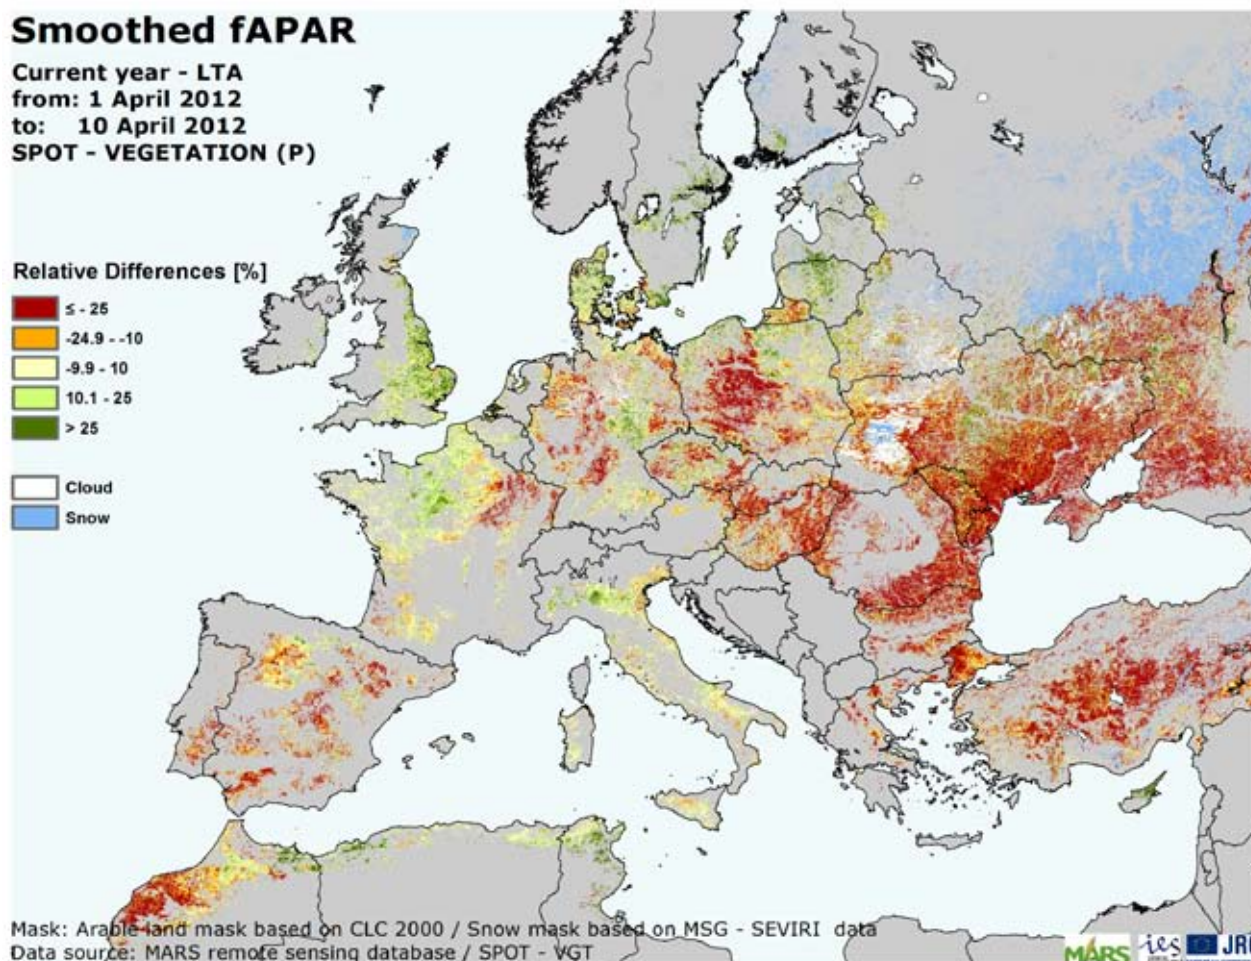 Smoothed fAPAR
Current year - LTA
from: 1 April 2012
to: 10 April 2012
SPOT - VEGETATION (P)
Relative Differences [%]
≤ - 25
-24.9 - -10
-9.9 - 10
10.1 - 25
> 25
Cloud
Snow
Mask: Arable land mask based on CLC 2000 / Snow mask based on MSG - SEVIRI data
Data source: MARS remote sensing database / SPOT - VGT
MARS ies JRC